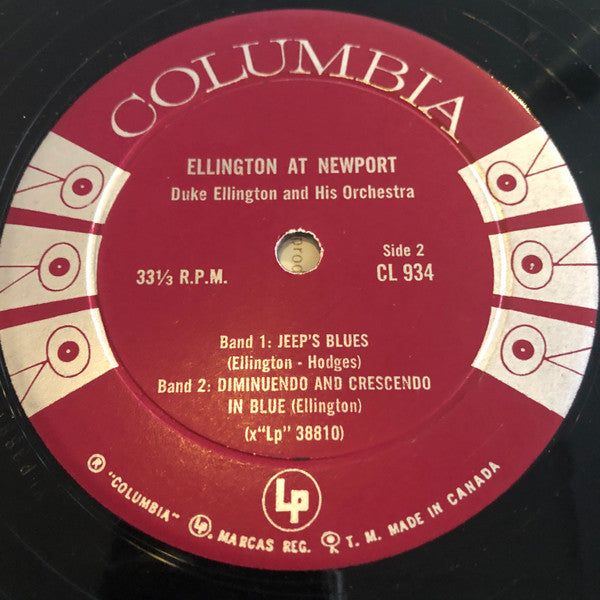 COLUMBIA
ELLINGTON AT NEWPORT
Duke Ellington and His Orchestra
Side 2
33⅓ R.P.M.
CL 934
Band 1: JEEP'S BLUES
(Ellington - Hodges)
Band 2: DIMINUENDO AND CRESCENDO
IN BLUE (Ellington)
(x"Lp" 38810)
Lp
® "COLUMBIA" Lp. MARCAS REG. T. M. MADE IN CANADA